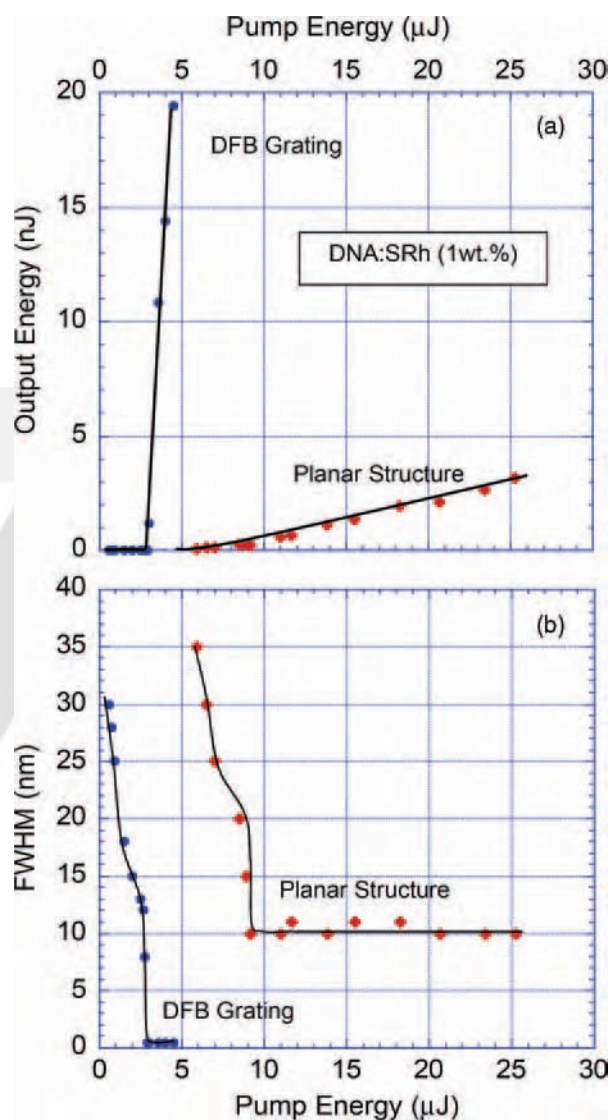 Pump Energy (μJ)
0 5 10 15 20 25 30
20
(a)
DFB Grating
15
DNA:SRh (1wt.%)
Output Energy (nJ)
10
5
Planar Structure
0
40
(b)
35
30
25
FWHM (nm)
20
15
Planar Structure
10
5
DFB Grating
0
0 5 10 15 20 25 30
Pump Energy (μJ)